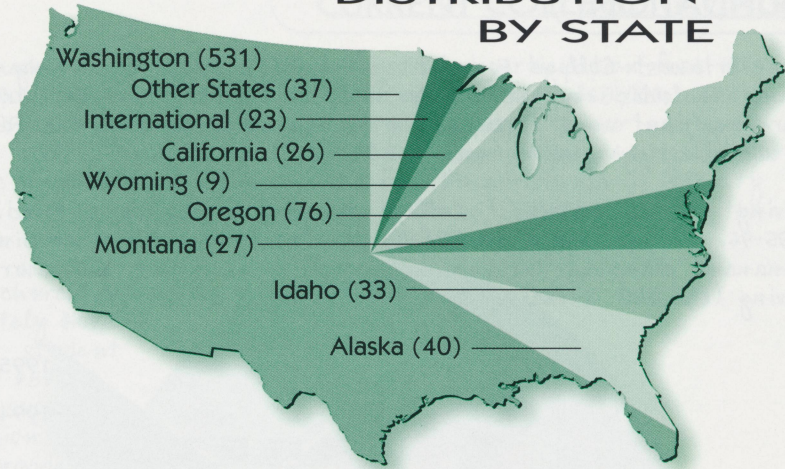 DISTRIBUTION
BY STATE
Washington (531)
Other States (37)
International (23)
California (26)
Wyoming (9)
Oregon (76)
Montana (27)
Idaho (33)
Alaska (40)